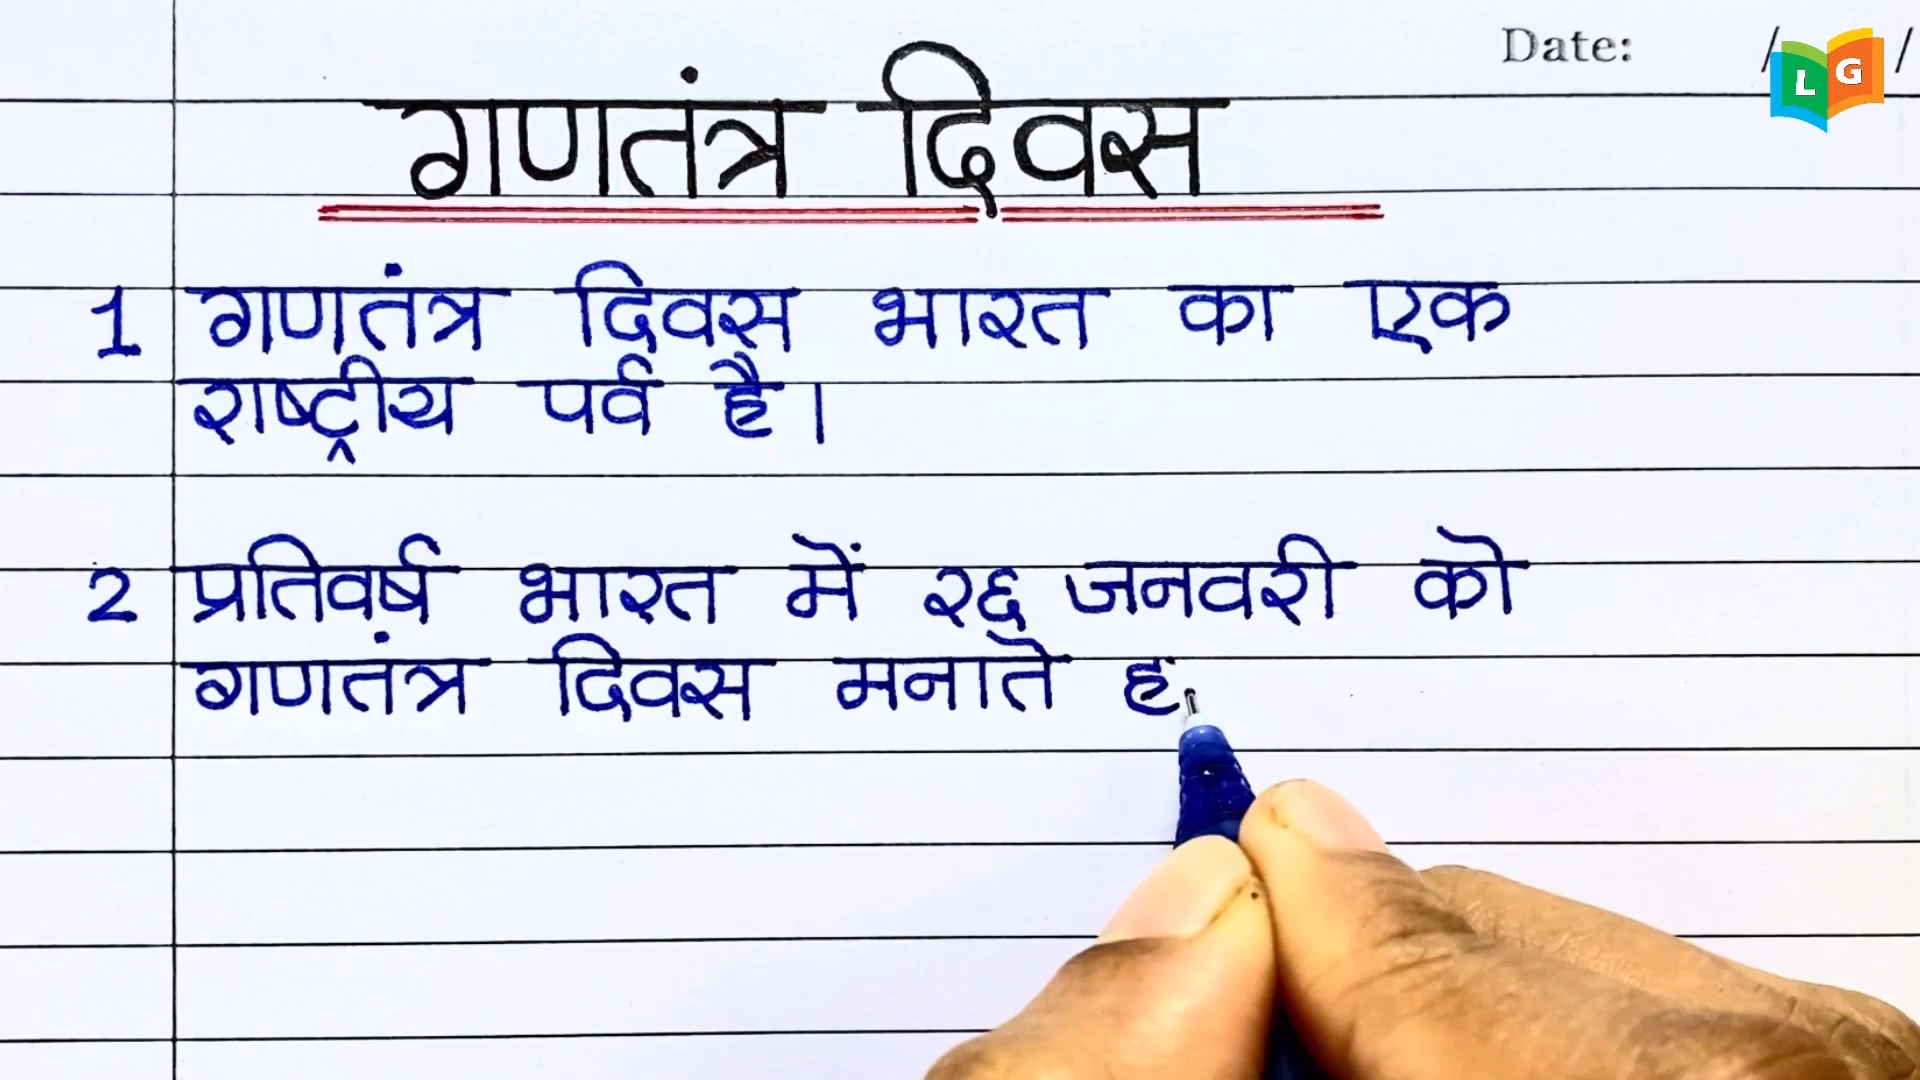 Date: / /
LG
गणतंत्र दिवस
1 गणतंत्र दिवस भारत का एक
राष्ट्रीय पर्व है।
2 प्रतिवर्ष भारत में २६ जनवरी को
गणतंत्र दिवस मनाते ह